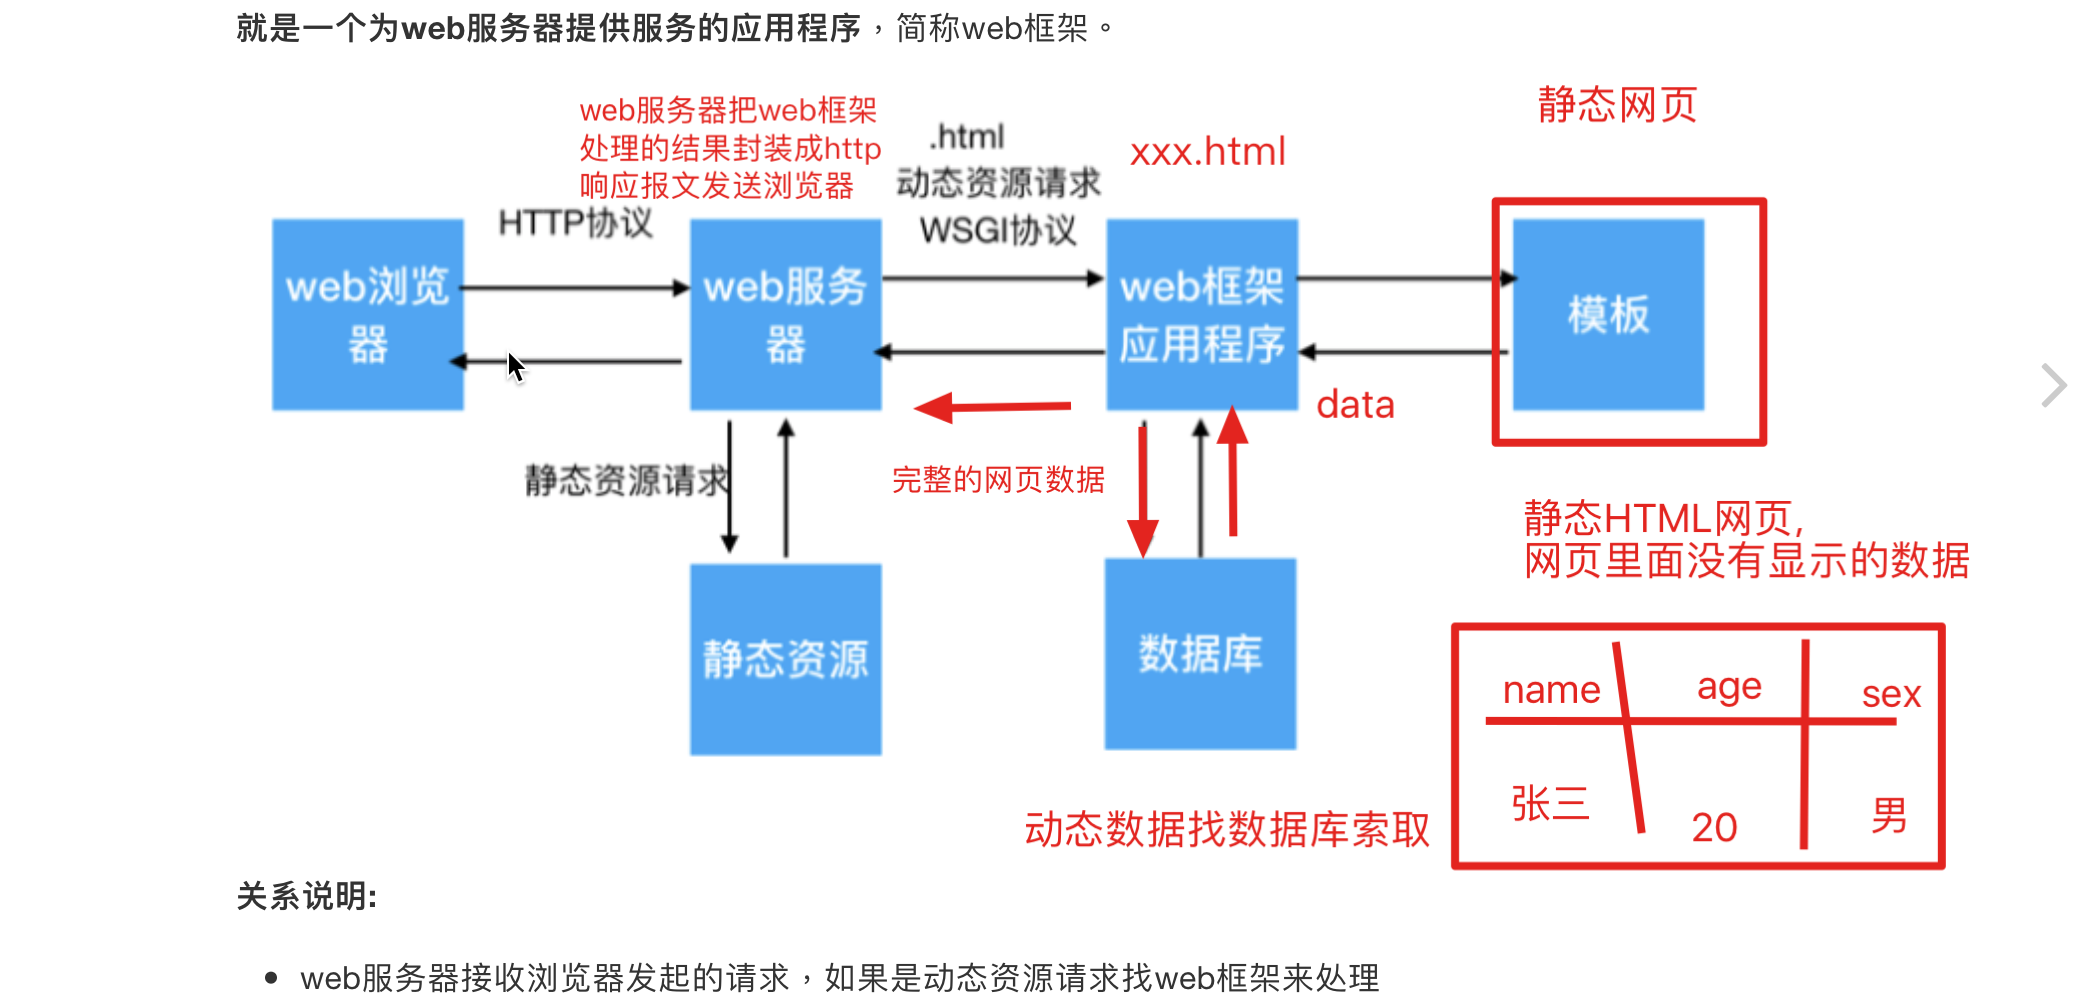 就是一个为web服务器提供服务的应用程序，简称web框架。
静态网页
web服务器把web框架
处理的结果封装成http
响应报文发送浏览器
.html
动态资源请求
WSGI协议
xxx.html
HTTP协议
web浏览
器
web服务
器
web框架
应用程序
模板
data
静态资源请求
完整的网页数据
静态HTML网页,
网页里面没有显示的数据
静态资源
数据库
name age sex
张三 20 男
动态数据找数据库索取
关系说明:
• web服务器接收浏览器发起的请求，如果是动态资源请求找web框架来处理